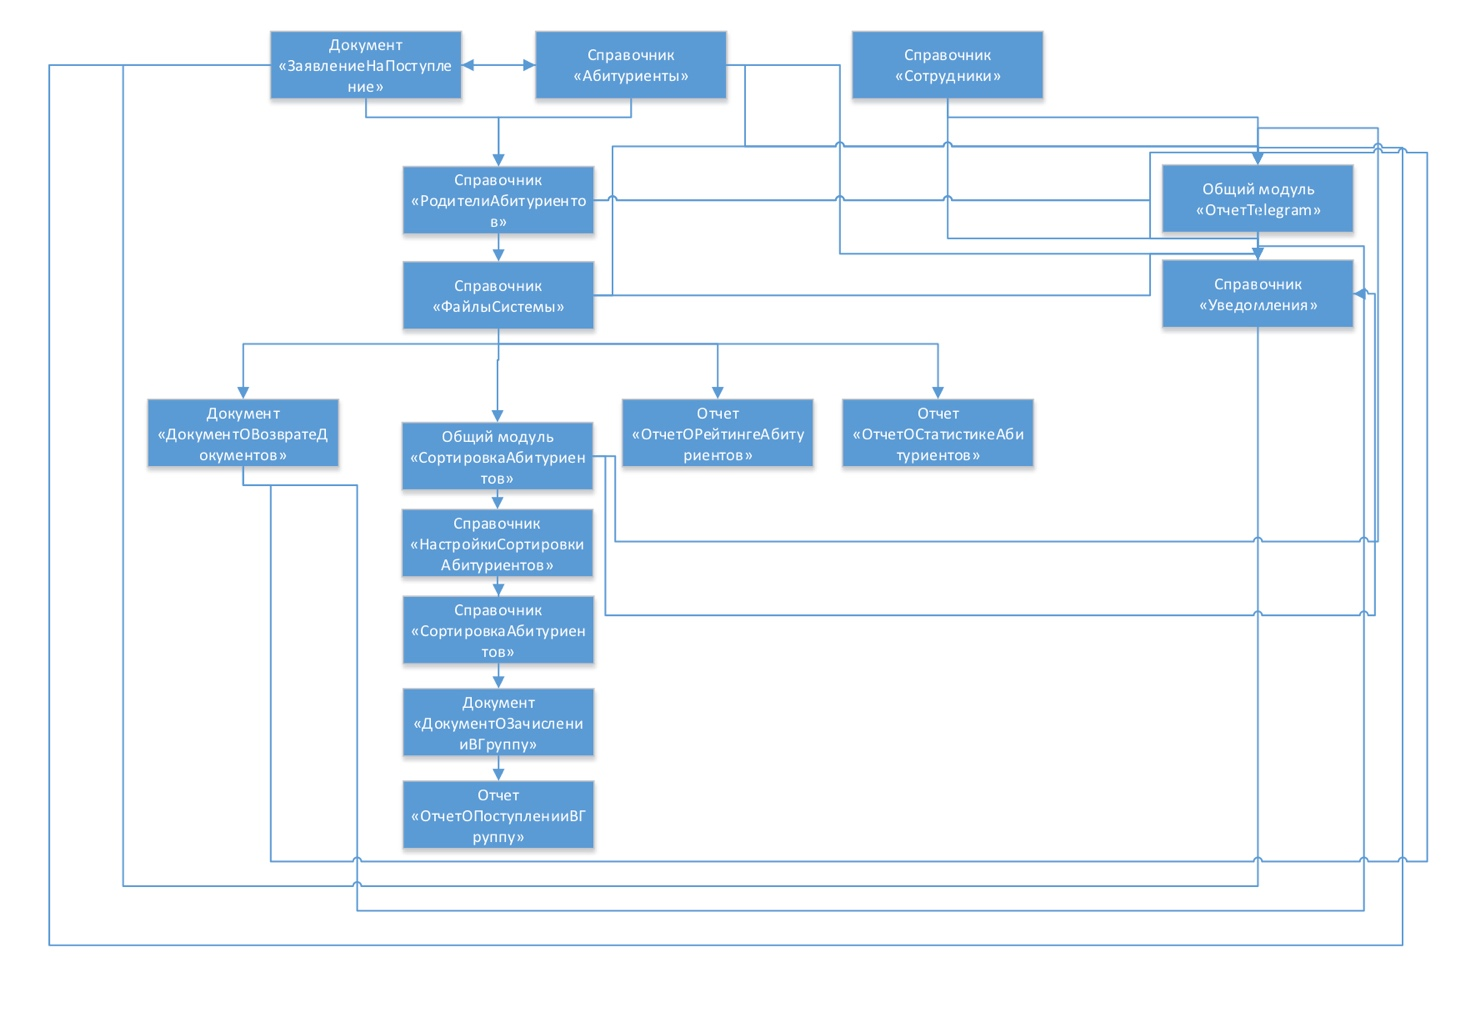 Документ
«ЗаявлениеНаПоступле
ние»
Справочник
«Абитуриенты»
Справочник
«Сотрудники»
Справочник
«РодителиАбитуриенто
в»
Общий модуль
«ОтчетTelegram»
Справочник
«ФайлыСистемы»
Справочник
«Уведомления»
Документ
«ДокументОВозвратеД
окументов»
Общий модуль
«СортировкаАбитуриен
тов»
Отчет
«ОтчетОРейтингеАбиту
риентов»
Отчет
«ОтчетОСтатистикеАби
туриентов»
Справочник
«НастройкиСортировки
Абитуриентов»
Справочник
«СортировкаАбитуриен
тов»
Документ
«ДокументОЗачислени
иВГруппу»
Отчет
«ОтчетОПоступленииВГ
руппу»